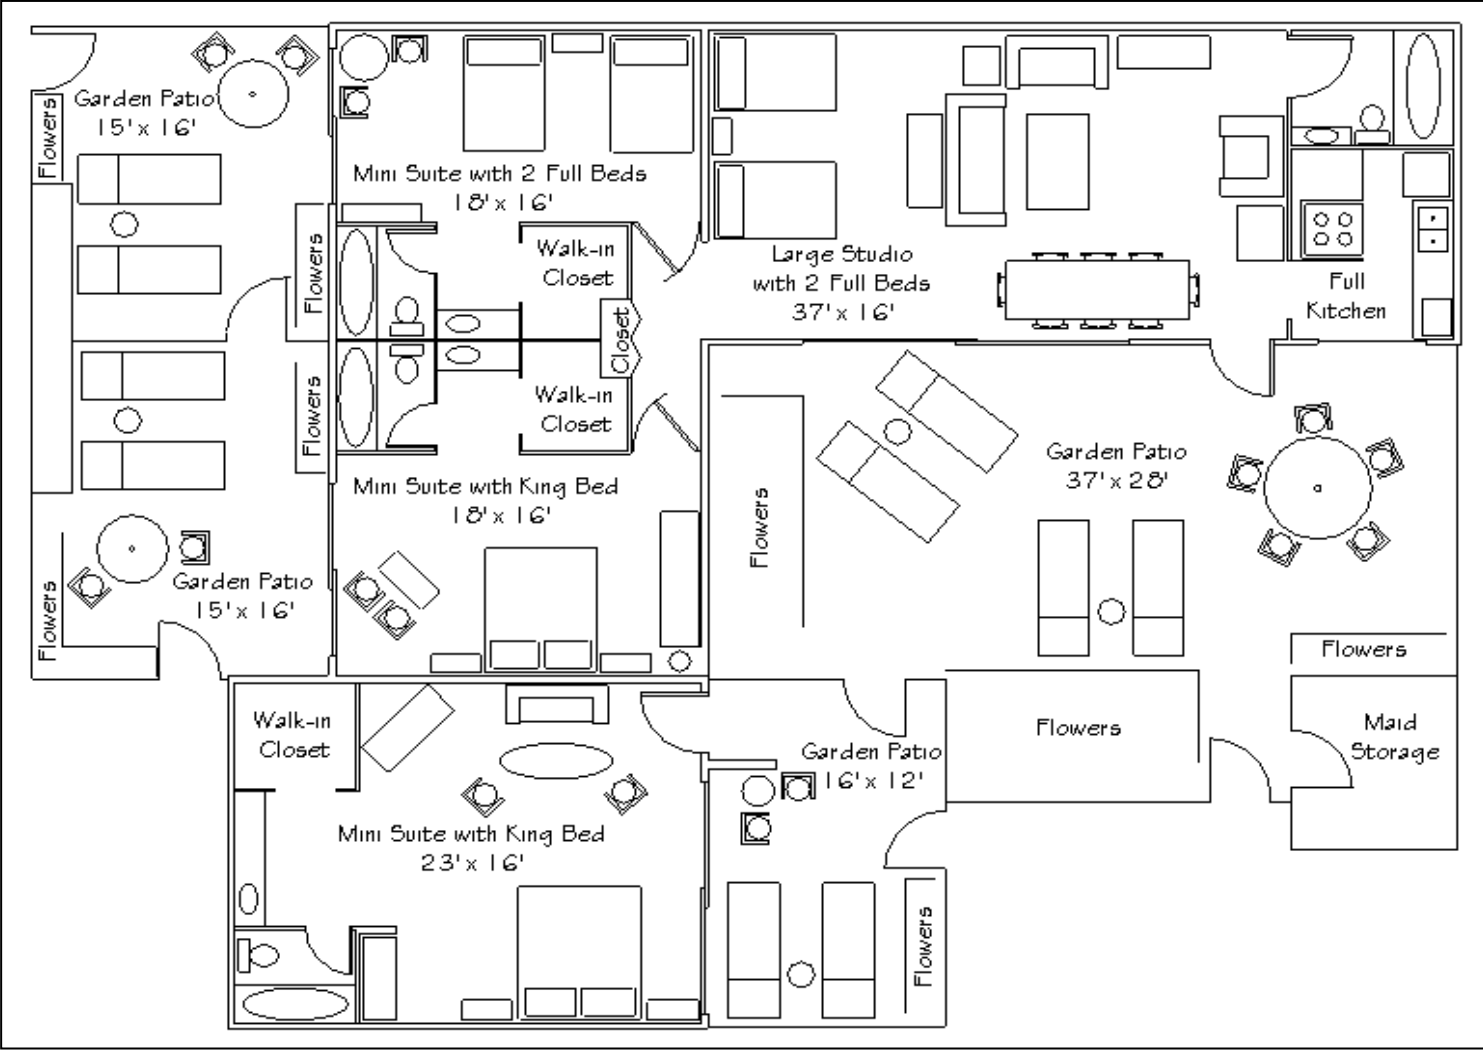 Garden Patio
15' x 16'
Flowers
Flowers
Mini Suite with 2 Full Beds
18' x 16'
Walk-in
Closet
Closet
Large Studio
with 2 Full Beds
37' x 16'
Full
Kitchen
Flowers
Walk-in
Closet
Mini Suite with King Bed
18' x 16'
Garden Patio
15' x 16'
Flowers
Flowers
Garden Patio
37' x 28'
Flowers
Flowers
Maid
Storage
Walk-in
Closet
Mini Suite with King Bed
23' x 16'
Garden Patio
16' x 12'
Flowers